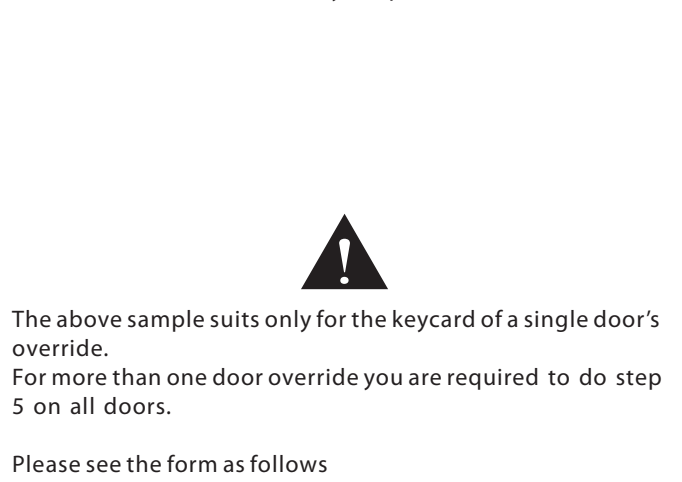 The above sample suits only for the keycard of a single door's
override.
For more than one door override you are required to do step
5 on all doors.
Please see the form as follows